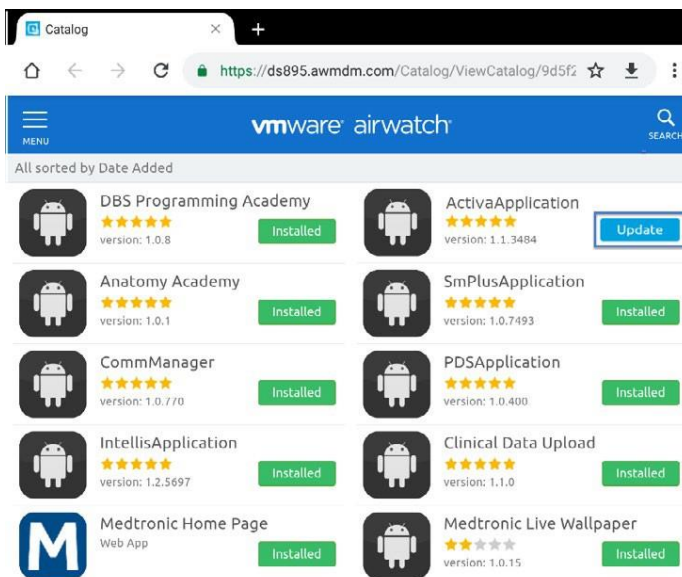 Catalog
https://ds895.awmdm.com/Catalog/ViewCatalog/9d5f2
MENU
vmware airwatch
SEARCH
All sorted by Date Added
DBS Programming Academy
version: 1.0.8
Installed
ActivaApplication
version: 1.1.3484
Update
Anatomy Academy
version: 1.0.1
Installed
SmPlusApplication
version: 1.0.7493
Installed
CommManager
version: 1.0.770
Installed
PDSApplication
version: 1.0.400
Installed
IntellisApplication
version: 1.2.5697
Installed
Clinical Data Upload
version: 1.1.0
Installed
M
Medtronic Home Page
Web App
Installed
Medtronic Live Wallpaper
version: 1.0.15
Installed